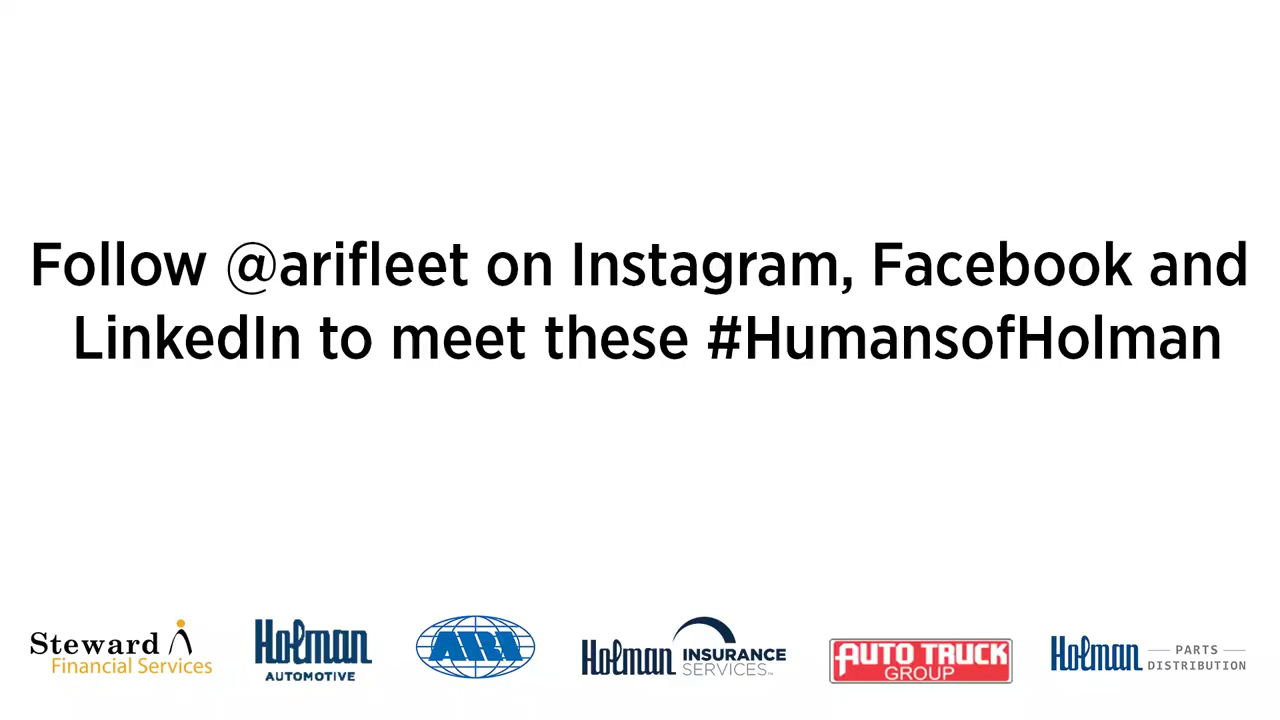 Follow @arifleet on Instagram, Facebook and
LinkedIn to meet these #HumansofHolman
Steward
Financial Services
Holman
AUTOMOTIVE
ARI
Holman INSURANCE
SERVICES
AUTO TRUCK
GROUP
Holman PARTS
DISTRIBUTION